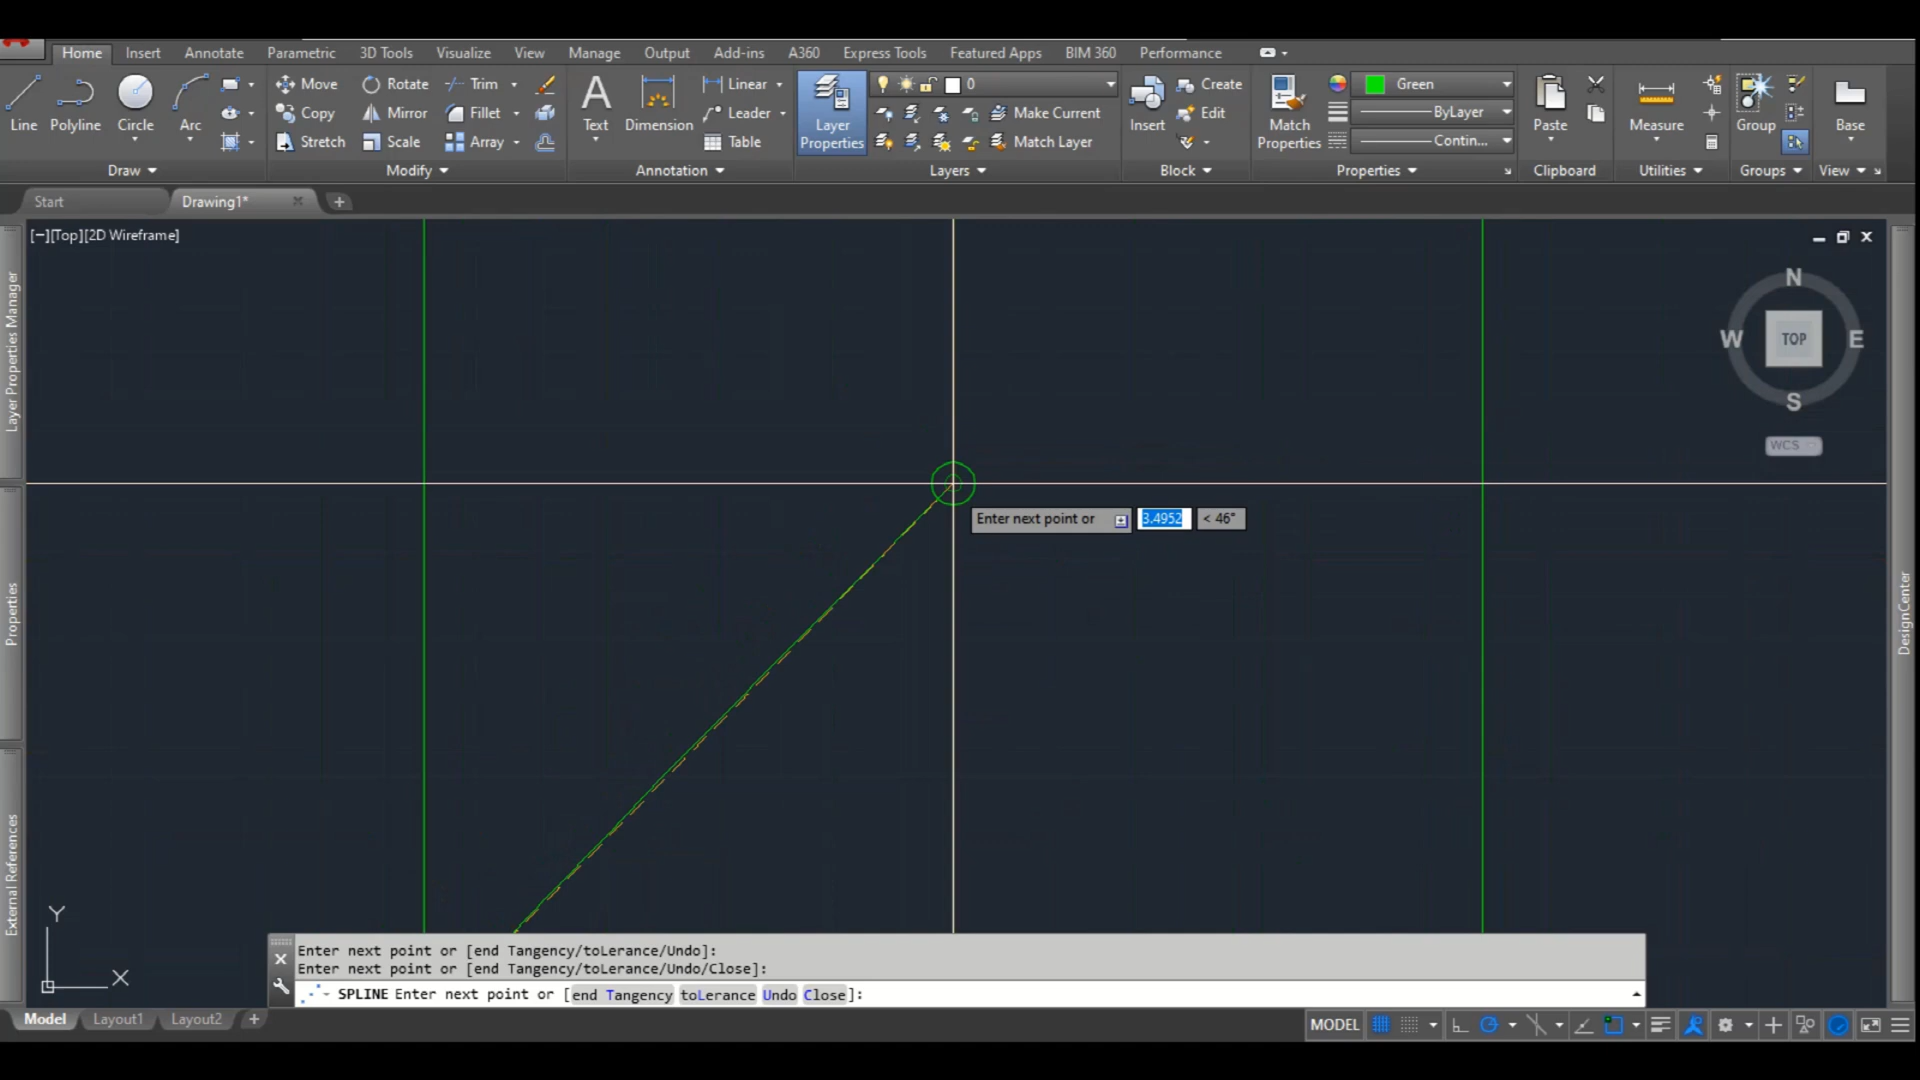 Home Insert Annotate Parametric 3D Tools Visualize View Manage Output Add-ins A360 Express Tools Featured Apps BIM 360 Performance
Line Polyline Circle Arc
Move Rotate Trim
Copy Mirror Fillet
Stretch Scale Array
Text Dimension
Linear
Leader
Table
Layer Properties
0
Make Current
Match Layer
Insert
Create
Edit
Match Properties
Green
ByLayer
Contin...
Paste
Measure
Group
Base
Draw Modify Annotation Layers Block Properties Clipboard Utilities Groups View
Start Drawing1*
[−][Top][2D Wireframe]
N
W TOP E
S
WCS
Layer Properties Manager
Properties
External References
DesignCenter
Enter next point or 3.4952 < 46°
Y
X
Enter next point or [end Tangency/toLerance/Undo]:
Enter next point or [end Tangency/toLerance/Undo/Close]:
SPLINE Enter next point or [end Tangency toLerance Undo Close]:
Model Layout1 Layout2 +
MODEL